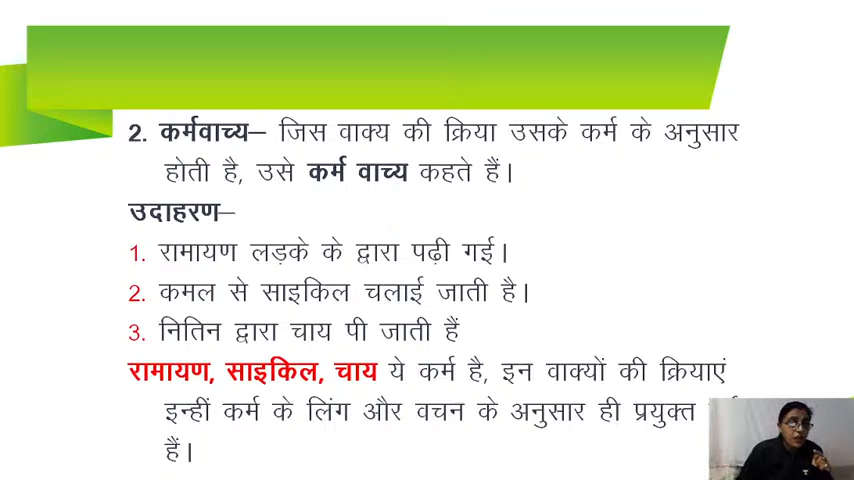 2. कर्मवाच्य– जिस वाक्य की क्रिया उसके कर्म के अनुसार
होती है, उसे कर्म वाच्य कहते हैं।
उदाहरण–
1. रामायण लड़के के द्वारा पढ़ी गई।
2. कमल से साइकिल चलाई जाती है।
3. नितिन द्वारा चाय पी जाती हैं
रामायण, साइकिल, चाय ये कर्म है, इन वाक्यों की क्रियाएं
इन्हीं कर्म के लिंग और वचन के अनुसार ही प्रयुक्त
हैं।